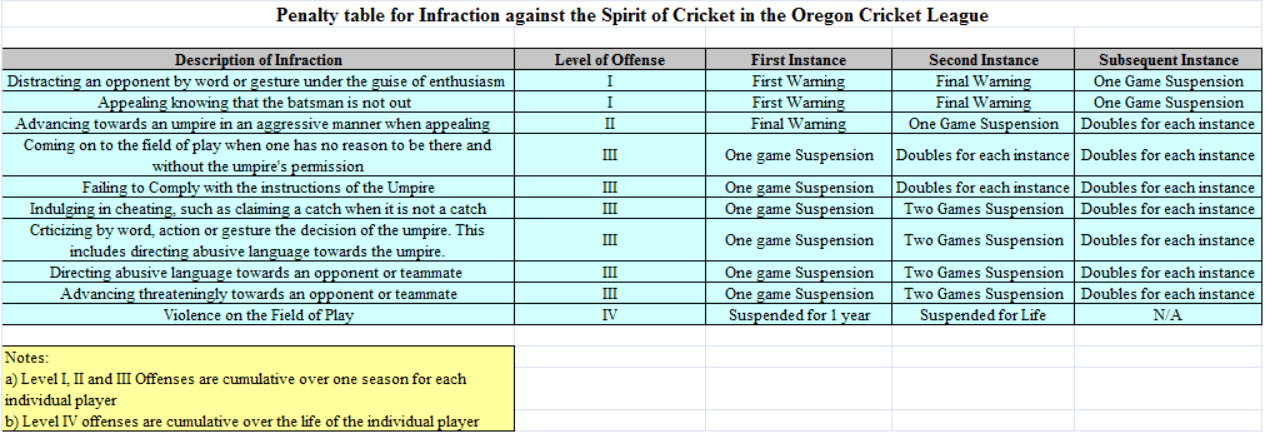 Penalty table for Infraction against the Spirit of Cricket in the Oregon Cricket League
Description of Infraction Level of Offense First Instance Second Instance Subsequent Instance
Distracting an opponent by word or gesture under the guise of enthusiasm I First Warning Final Warning One Game Suspension
Appealing knowing that the batsman is not out I First Warning Final Warning One Game Suspension
Advancing towards an umpire in an aggressive manner when appealing II Final Warning One Game Suspension Doubles for each instance
Coming on to the field of play when one has no reason to be there and
without the umpire's permission III One game Suspension Doubles for each instance Doubles for each instance
Failing to Comply with the instructions of the Umpire III One game Suspension Doubles for each instance Doubles for each instance
Indulging in cheating, such as claiming a catch when it is not a catch III One game Suspension Two Games Suspension Doubles for each instance
Crticizing by word, action or gesture the decision of the umpire. This
includes directing abusive language towards the umpire. III One game Suspension Two Games Suspension Doubles for each instance
Directing abusive language towards an opponent or teammate III One game Suspension Two Games Suspension Doubles for each instance
Advancing threateningly towards an opponent or teammate III One game Suspension Two Games Suspension Doubles for each instance
Violence on the Field of Play IV Suspended for 1 year Suspended for Life N/A
Notes:
a) Level I, II and III Offenses are cumulative over one season for each
individual player
b) Level IV offenses are cumulative over the life of the individual player